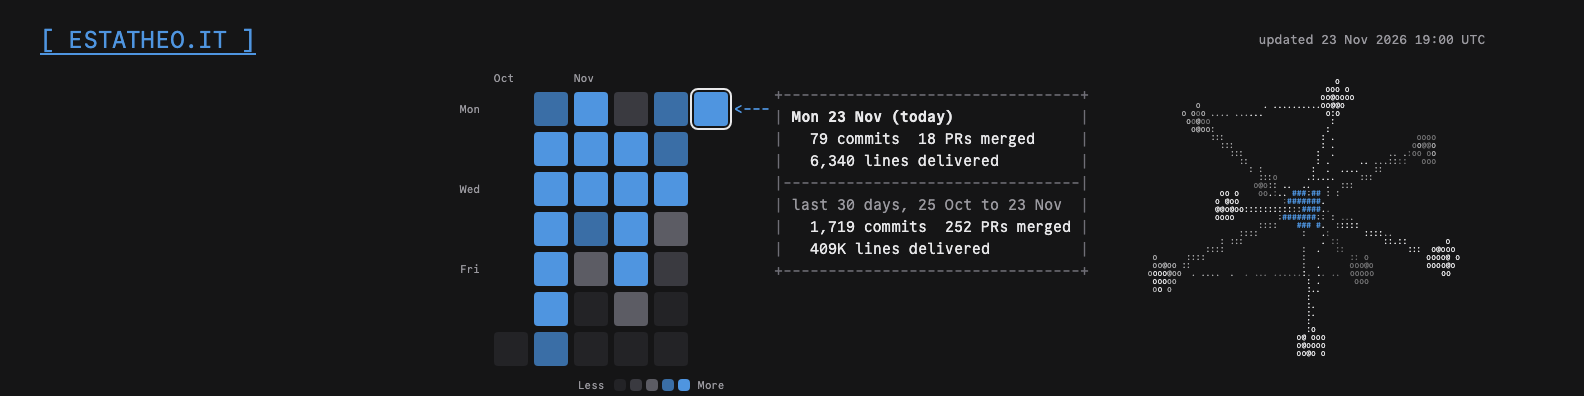 [ ESTATHEO.IT ]
updated 23 Nov 2026 19:00 UTC
Oct Nov
Mon
Wed
Fri
Less More
<---
Mon 23 Nov (today)
79 commits 18 PRs merged
6,340 lines delivered
last 30 days, 25 Oct to 23 Nov
1,719 commits 252 PRs merged
409K lines delivered